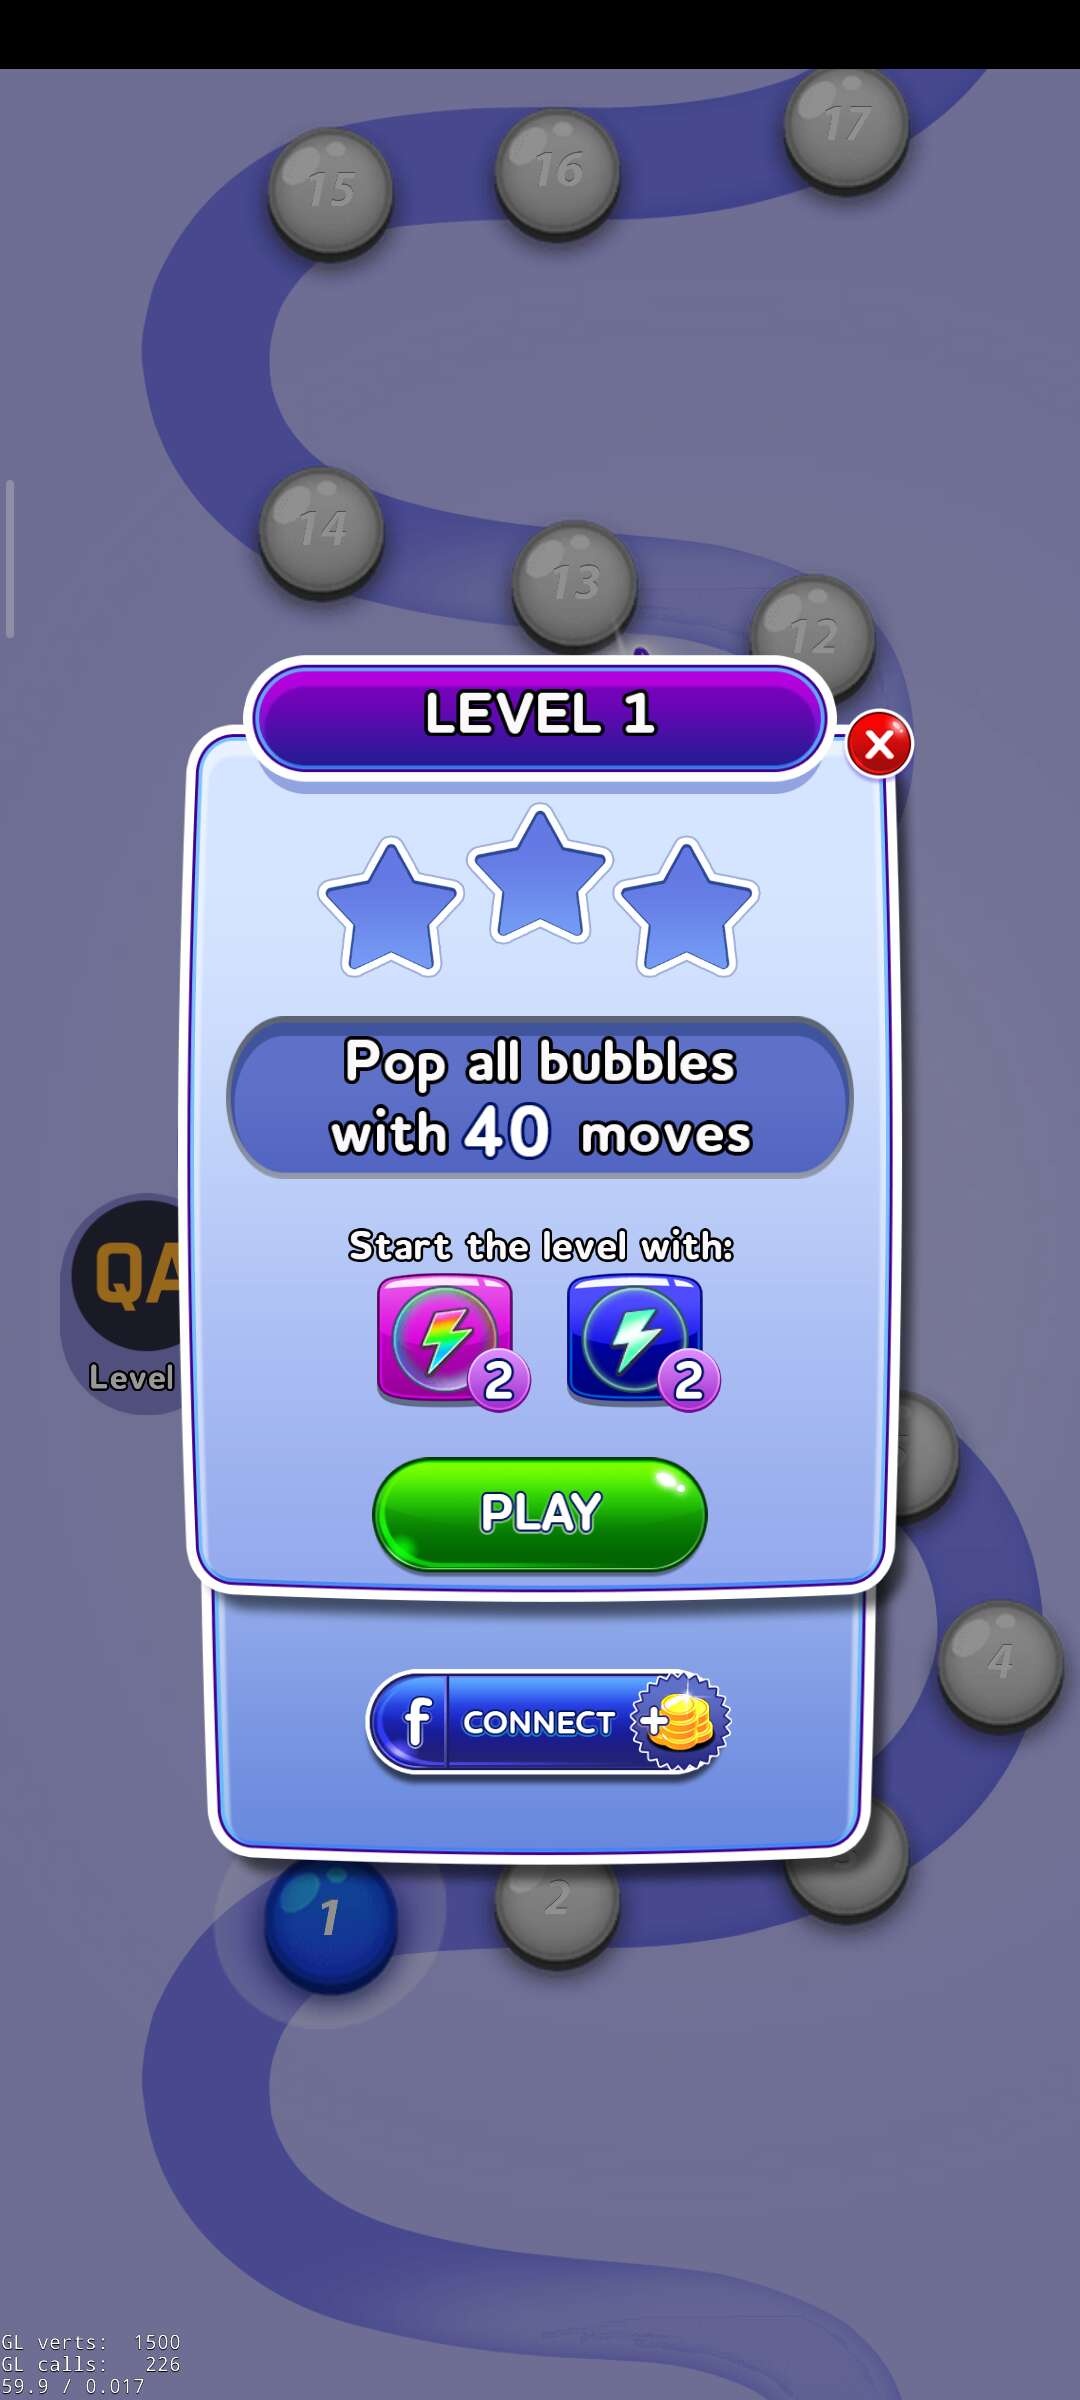 17
16
15
14
13
12
LEVEL 1
X
Pop all bubbles
with 40 moves
Start the level with:
2 2
PLAY
QA
Level
4
f CONNECT +
1
2
GL verts: 1500
GL calls: 226
59.9 / 0.017